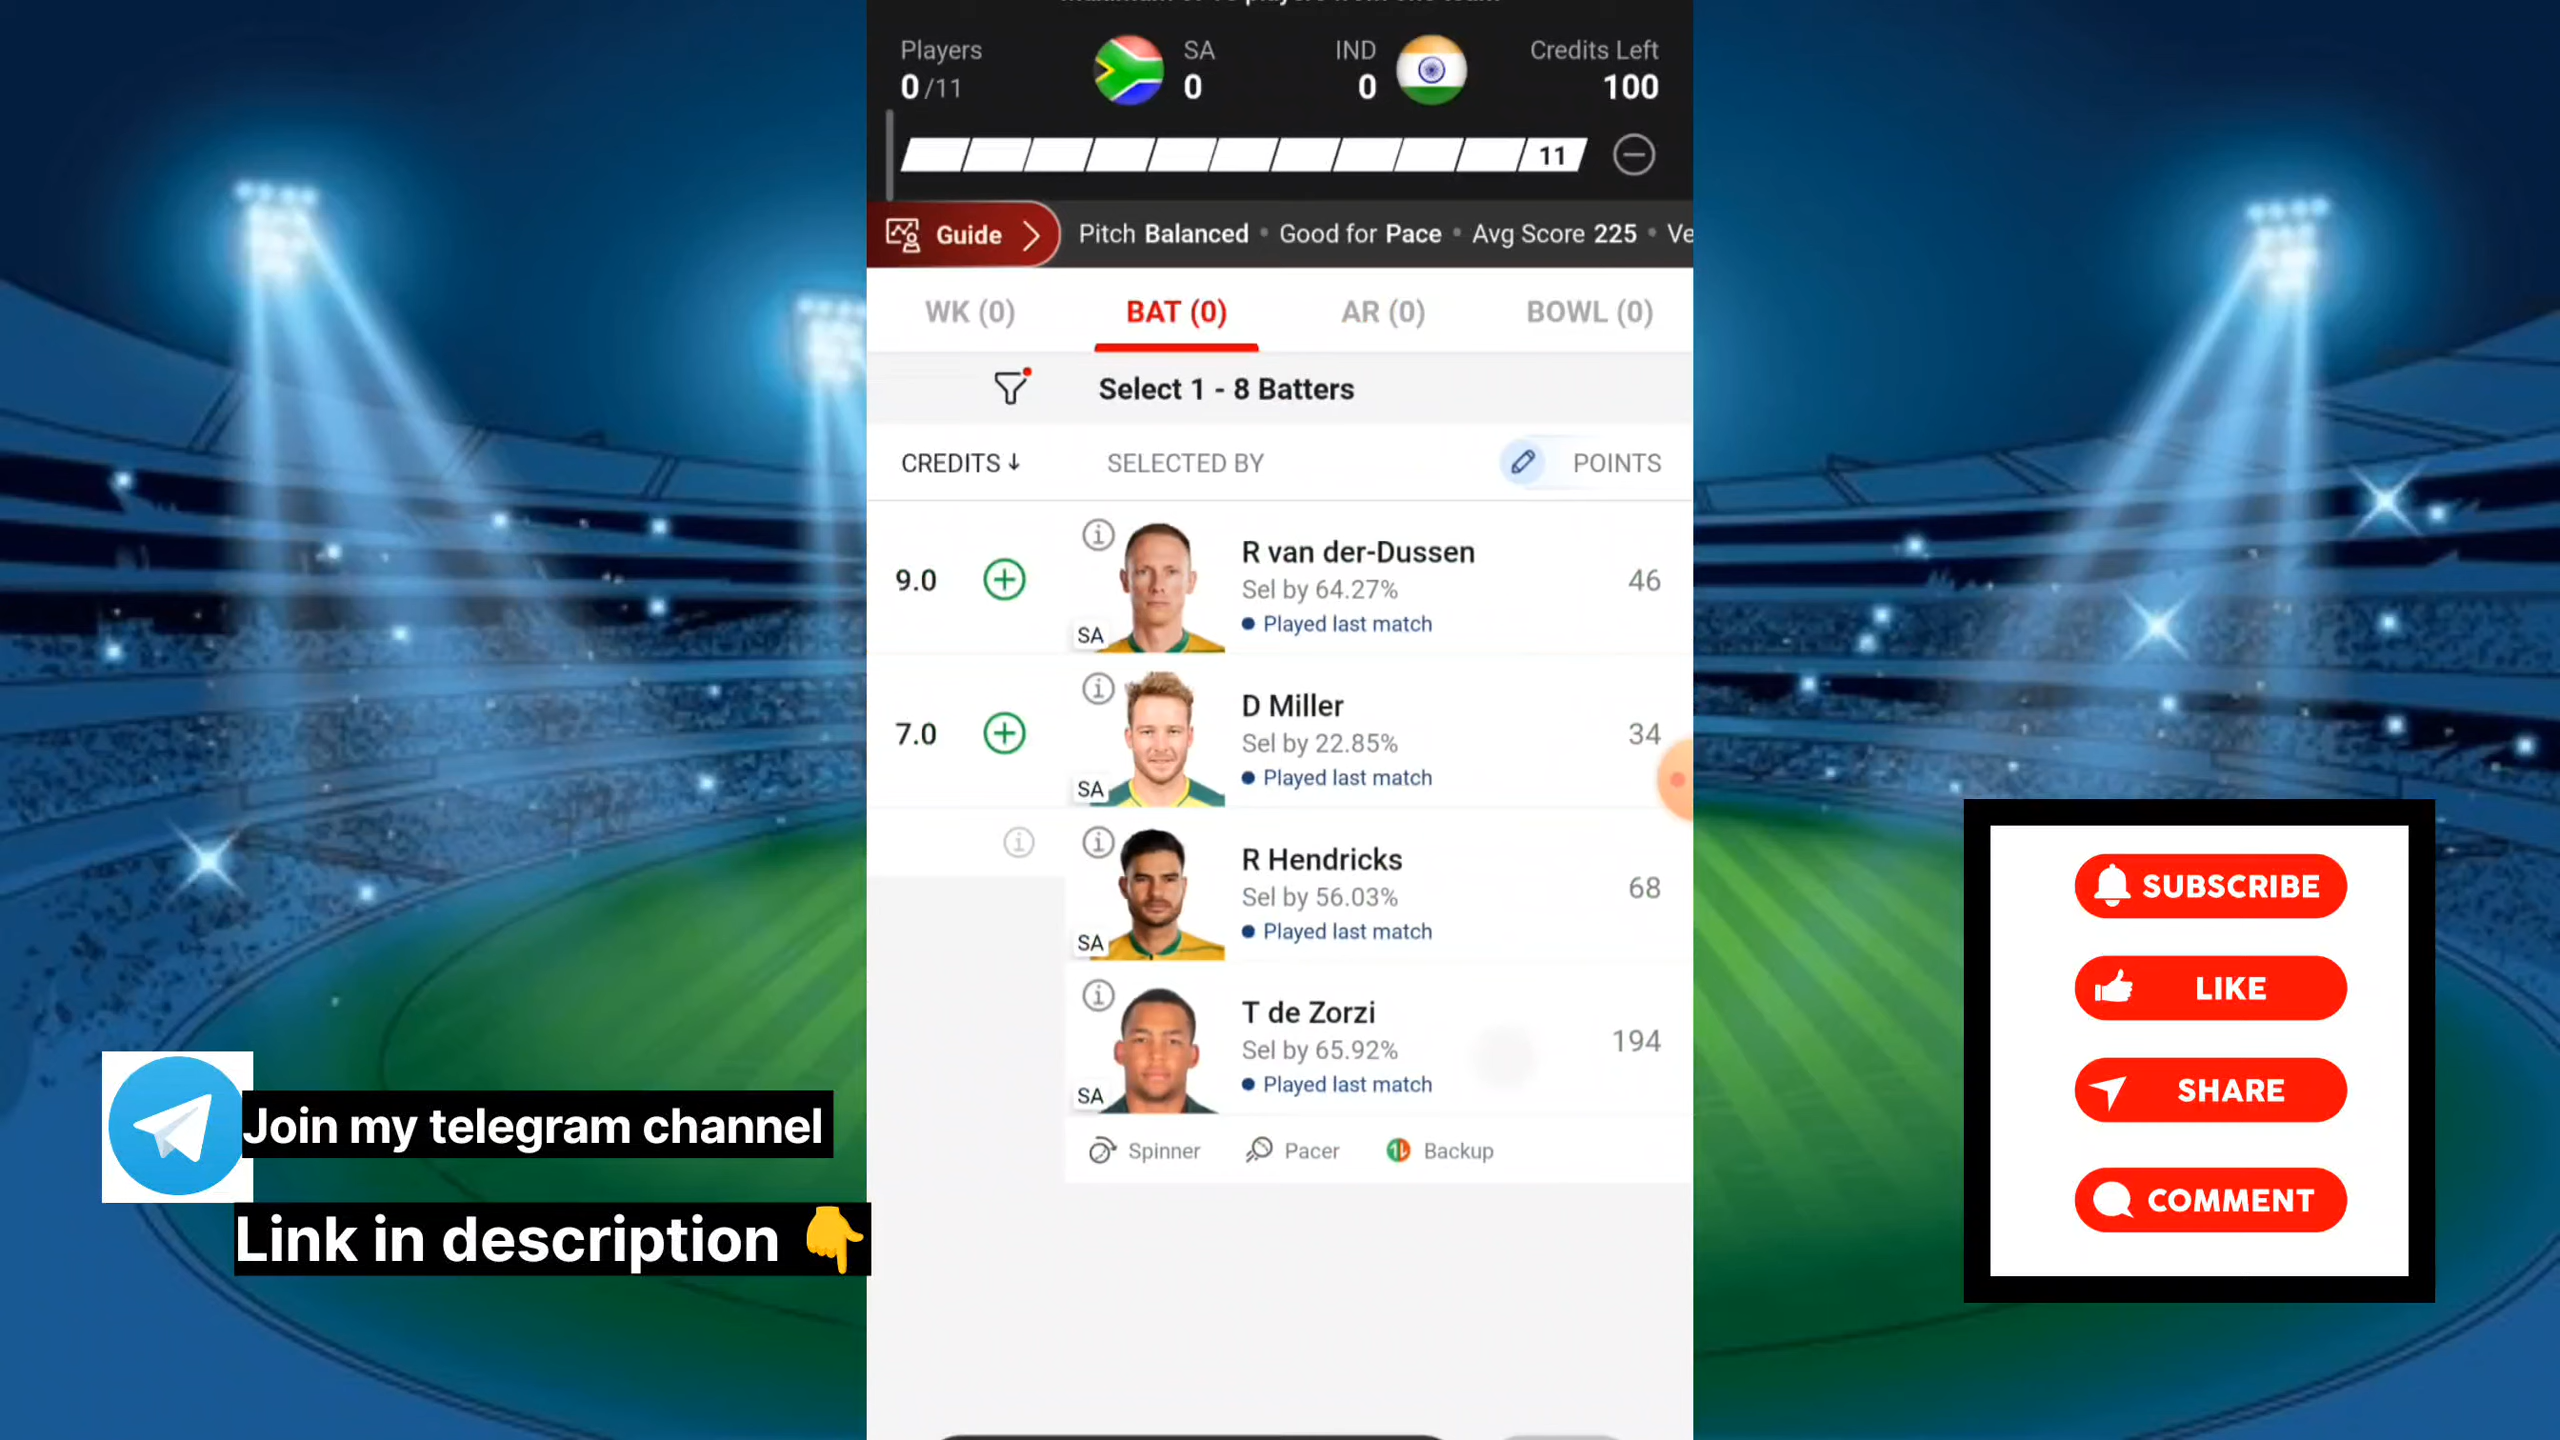 Players
0 /11
SA
0
IND
0
Credits Left
100
11
Guide
Pitch Balanced • Good for Pace • Avg Score 225 • Ve
WK (0)
BAT (0)
AR (0)
BOWL (0)
Select 1 - 8 Batters
CREDITS ↓
SELECTED BY
POINTS
9.0
SA
R van der-Dussen
Sel by 64.27%
Played last match
46
7.0
SA
D Miller
Sel by 22.85%
Played last match
34
SA
R Hendricks
Sel by 56.03%
Played last match
68
SA
T de Zorzi
Sel by 65.92%
Played last match
194
Spinner
Pacer
Backup
Join my telegram channel
Link in description 👇
SUBSCRIBE
LIKE
SHARE
COMMENT